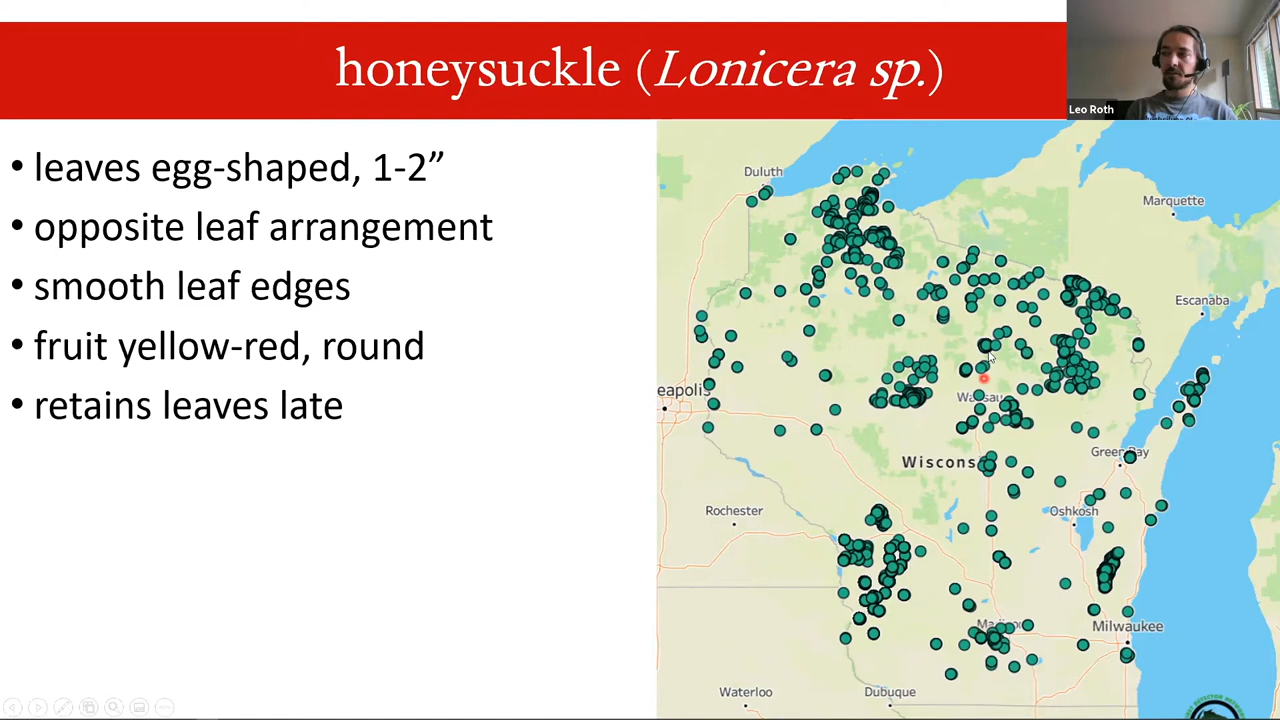 honeysuckle (Lonicera sp.)
Leo Roth
• leaves egg-shaped, 1-2”
• opposite leaf arrangement
• smooth leaf edges
• fruit yellow-red, round
• retains leaves late
Duluth
Marquette
Escanaba
eapolis
Wausau
Green Bay
Wiscons
Rochester
Oshkosh
Madison
Milwaukee
Waterloo
Dubuque